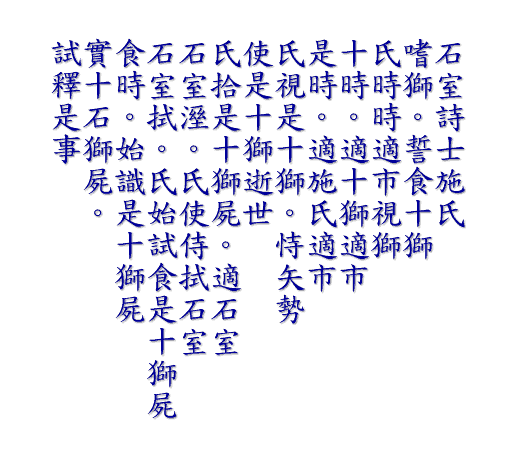 石室詩士施氏
嗜獅。誓食十獅
氏時時適市視獅
十時。適十獅適市
是時。適施氏適市
氏視是十獅。恃矢勢
使是十獅逝世
氏拾是十獅屍。適石室
石室溼。氏使侍拭石室
石室拭。氏始試食是十獅屍
食時。始識是十獅屍
實十石獅屍。
試釋是事